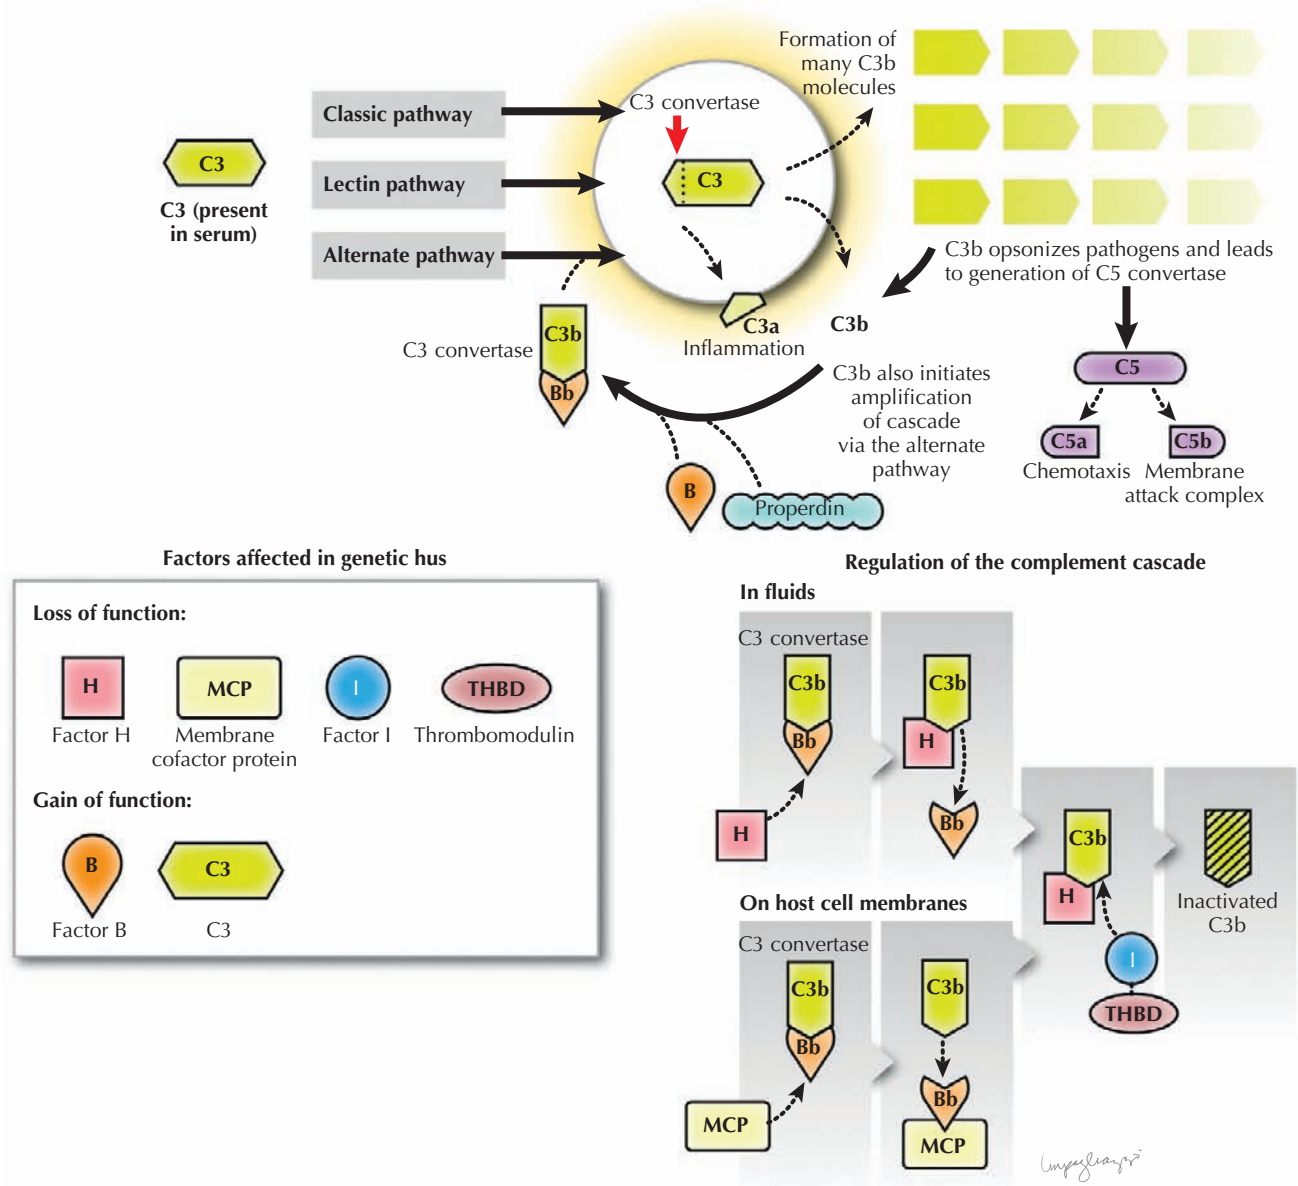 Formation of
many C3b
molecules
Classic pathway
C3 convertase
C3
C3 (present
in serum)
Lectin pathway
C3
Alternate pathway
C3b opsonizes pathogens and leads
to generation of C5 convertase
C3a
Inflammation
C3b
C3 convertase
C3b
Bb
C3b also initiates
amplification
of cascade
via the alternate
pathway
C5
C5a
C5b
Chemotaxis
Membrane
attack complex
B
Properdin
Factors affected in genetic hus
Loss of function:
H
MCP
I
THBD
Factor H
Membrane
cofactor protein
Factor I
Thrombomodulin
Gain of function:
B
C3
Factor B
C3
Regulation of the complement cascade
In fluids
C3 convertase
C3b
Bb
H
C3b
H
Bb
C3b
H
I
THBD
Inactivated
C3b
On host cell membranes
C3 convertase
C3b
Bb
MCP
C3b
Bb
MCP